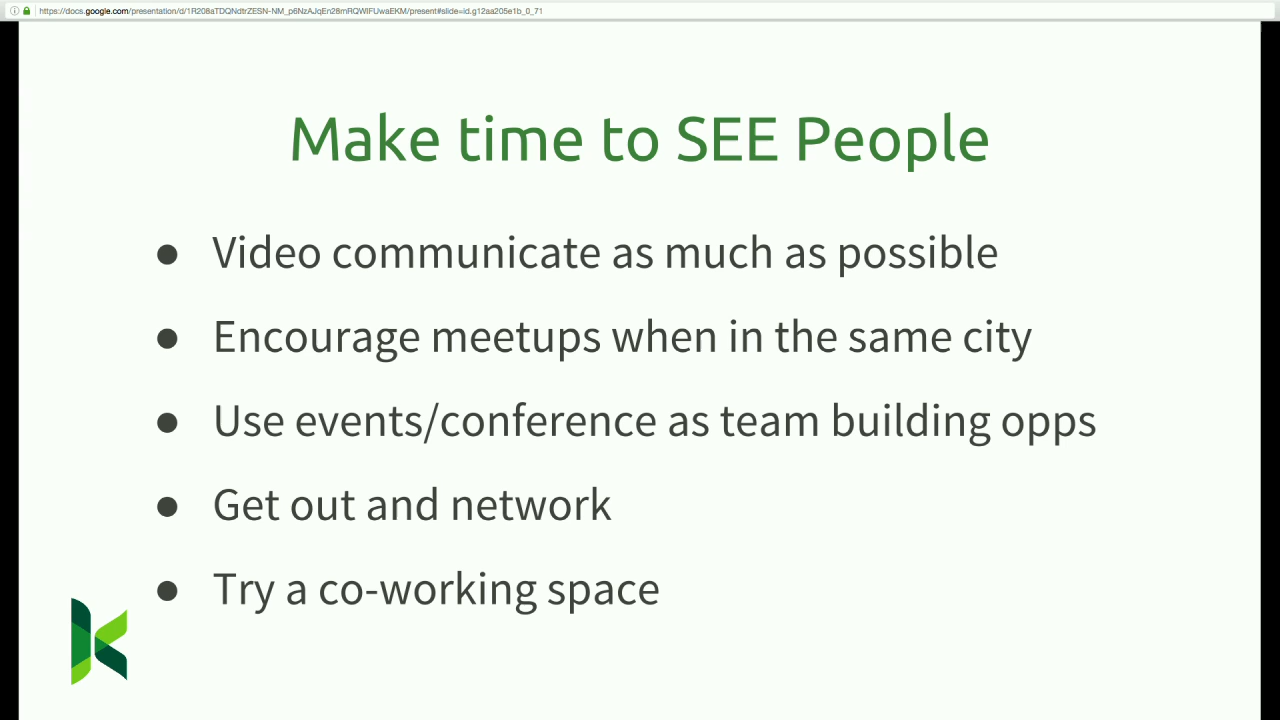 Make time to SEE People
● Video communicate as much as possible
● Encourage meetups when in the same city
● Use events/conference as team building opps
● Get out and network
● Try a co-working space